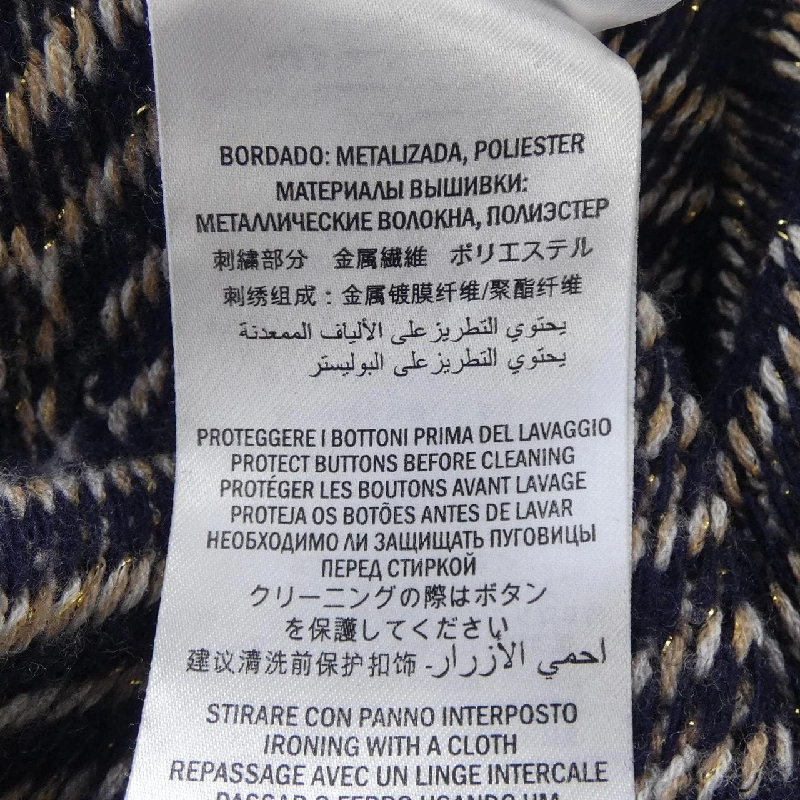 BORDADO: METALIZADA, POLIESTER
МАТЕРИАЛЫ ВЫШИВКИ:
МЕТАЛЛИЧЕСКИЕ ВОЛОКНА, ПОЛИЭСТЕР
刺繍部分 金属繊維 ポリエステル
刺绣组成：金属镀膜纤维/聚酯纤维
يحتوي التطريز على الألياف الممعدنة
يحتوي التطريز على البوليستر
PROTEGGERE I BOTTONI PRIMA DEL LAVAGGIO
PROTECT BUTTONS BEFORE CLEANING
PROTÉGER LES BOUTONS AVANT LAVAGE
PROTEJA OS BOTÕES ANTES DE LAVAR
НЕОБХОДИМО ЛИ ЗАЩИЩАТЬ ПУГОВИЦЫ
ПЕРЕД СТИРКОЙ
クリーニングの際はボタン
を保護してください
建议清洗前保护扣饰 - احمي الأزرار
STIRARE CON PANNO INTERPOSTO
IRONING WITH A CLOTH
REPASSAGE AVEC UN LINGE INTERCALE
PASSAR O FERRO USANDO UM